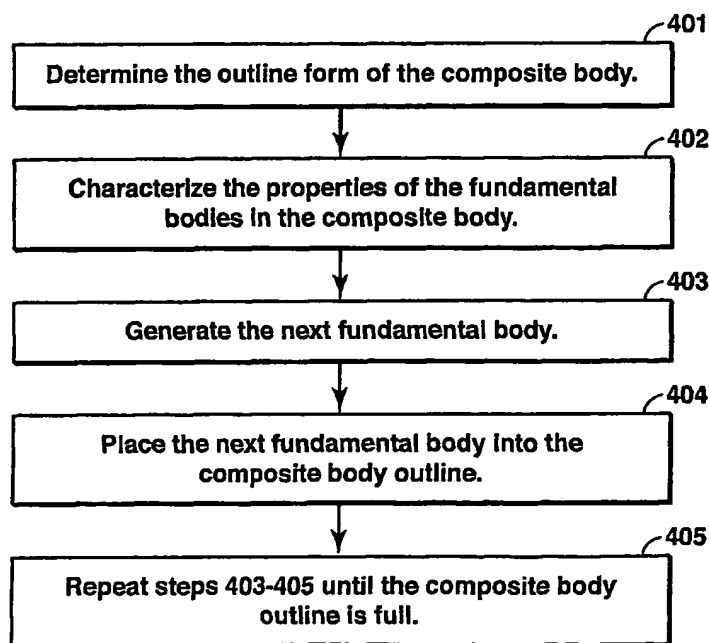 401
Determine the outline form of the composite body.
402
Characterize the properties of the fundamental
bodies in the composite body.
403
Generate the next fundamental body.
404
Place the next fundamental body into the
composite body outline.
405
Repeat steps 403-405 until the composite body
outline is full.